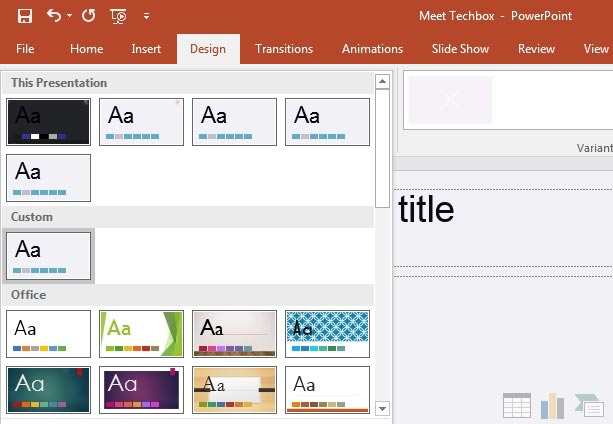 Meet Techbox - PowerPoint
File Home Insert Design Transitions Animations Slide Show Review View
This Presentation
Aa Aa Aa Aa
Aa
Custom
Aa
Office
Aa Aa Aa Aa
Aa Aa Aa Aa
Variant
title